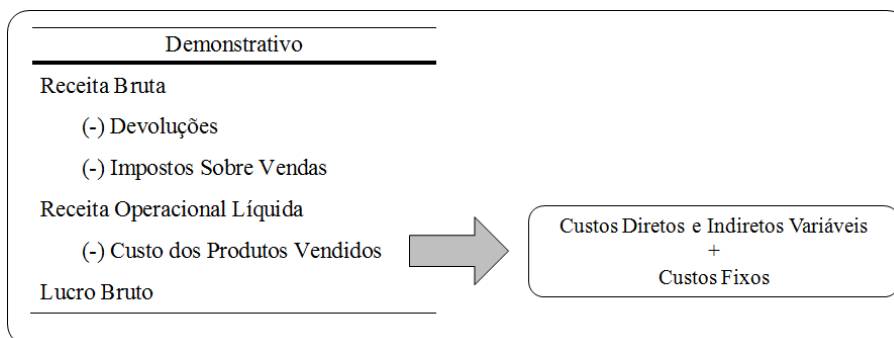 Demonstrativo
Receita Bruta
(-) Devoluções
(-) Impostos Sobre Vendas
Receita Operacional Líquida
(-) Custo dos Produtos Vendidos
Lucro Bruto
Custos Diretos e Indiretos Variáveis
+
Custos Fixos